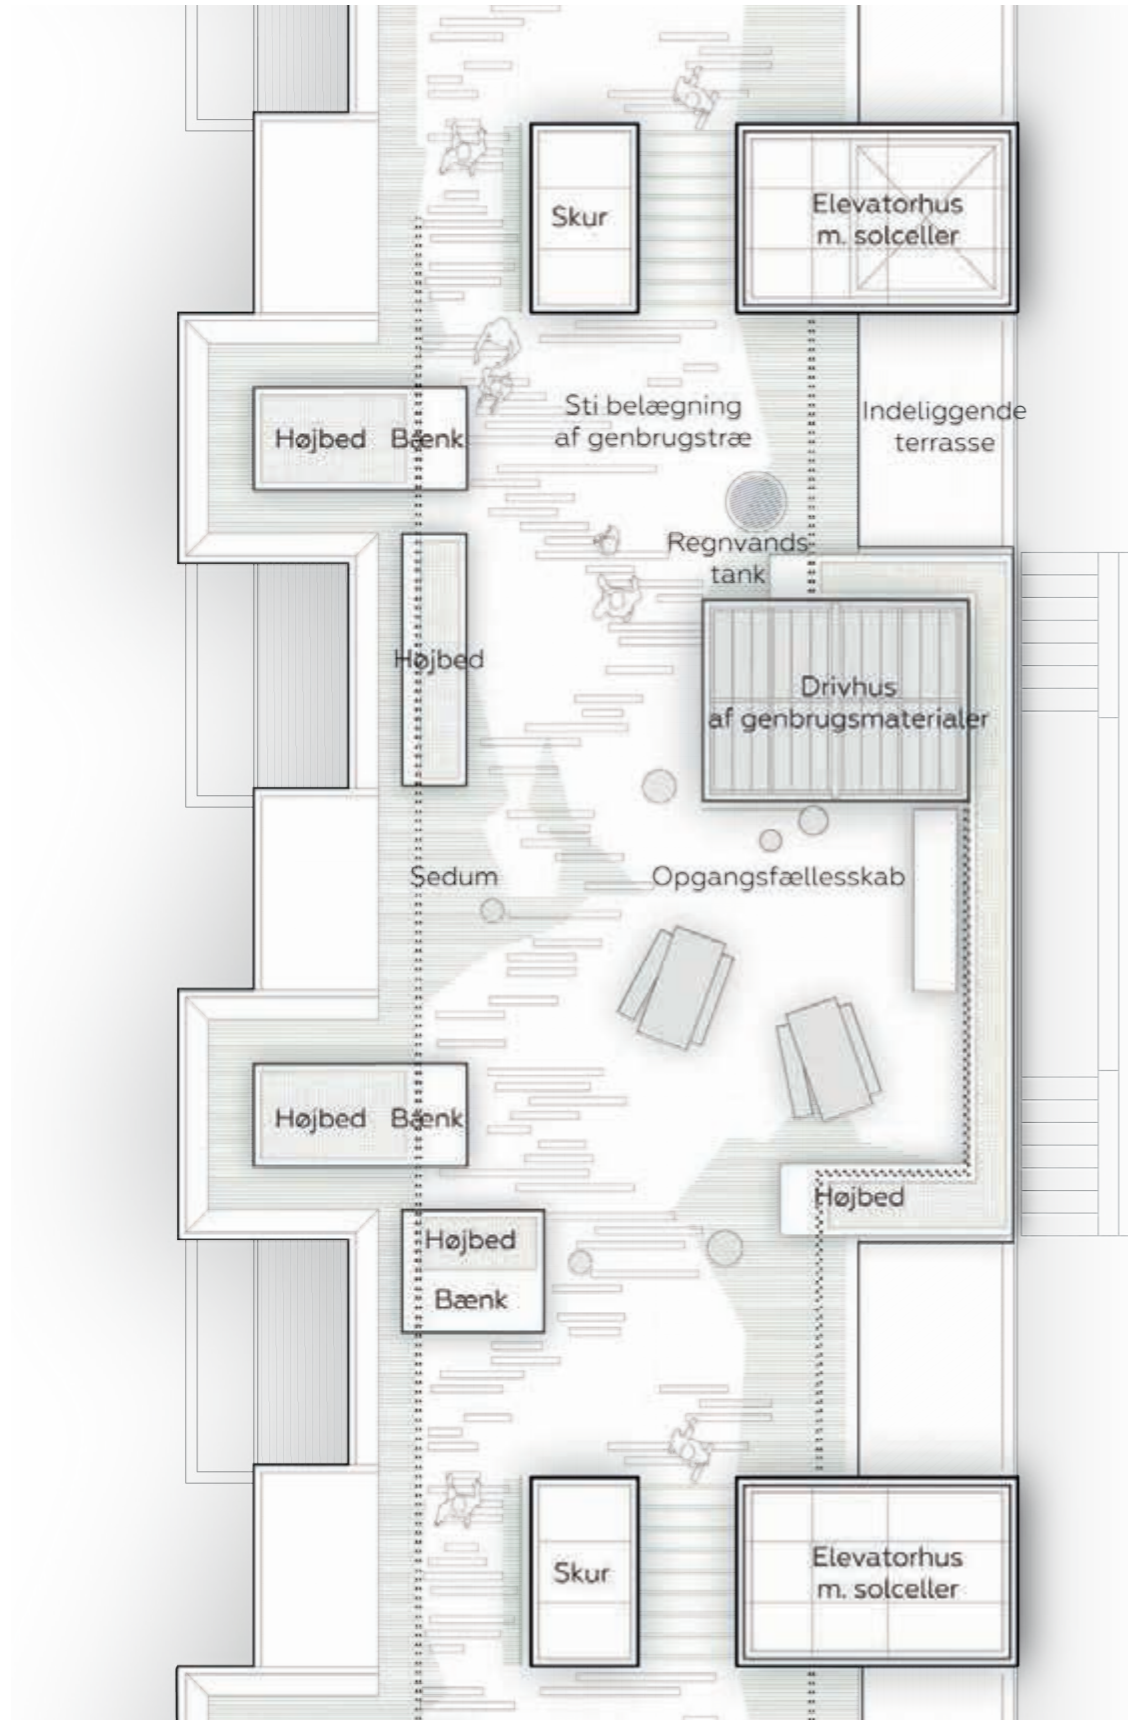 Skur
Elevatorhus
m. solceller
Sti belægning
af genbrugstræ
Indeliggende
terrasse
Højbed Bænk
Regnvands
tank
Højbed
Drivhus
af genbrugsmaterialer
Sedum
Opgangsfællesskab
Højbed Bænk
Højbed
Højbed
Bænk
Skur
Elevatorhus
m. solceller